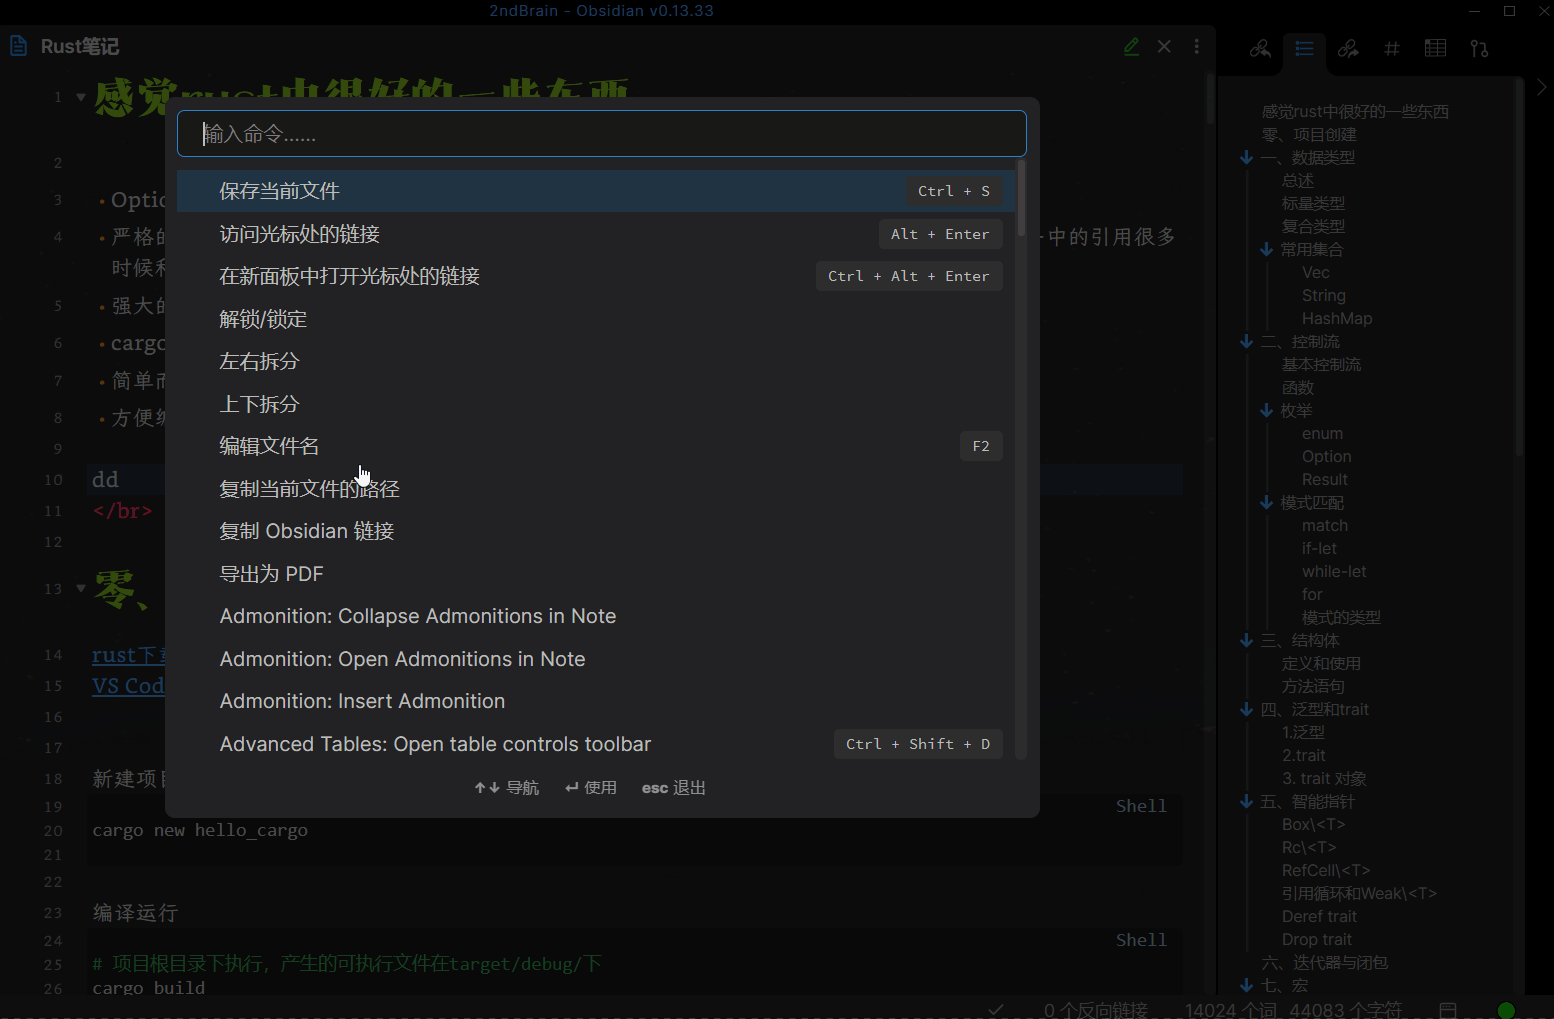 2ndBrain - Obsidian v0.13.33
Rust笔记
1 感觉rust中很好的一些东西
输入命令......
保存当前文件 Ctrl + S
访问光标处的链接 Alt + Enter
在新面板中打开光标处的链接 Ctrl + Alt + Enter
解锁/锁定
左右拆分
上下拆分
编辑文件名 F2
复制当前文件的路径
复制 Obsidian 链接
导出为 PDF
Admonition: Collapse Admonitions in Note
Admonition: Open Admonitions in Note
Admonition: Insert Admonition
Advanced Tables: Open table controls toolbar Ctrl + Shift + D
导航 使用 esc 退出
2
3 Optio
4 严格的 中的引用很多
时候
5 强大的
6 cargo
7 简单
8 方便
9
10 dd
11 </br>
12
13 零、
14 rust下
15 VS Cod
16
17
18 新建项
19 Shell
20 cargo new hello_cargo
21
22
23 编译运行
24 Shell
25 # 项目根目录下执行，产生的可执行文件在target/debug/下
26 cargo build
感觉rust中很好的一些东西
零、项目创建
一、数据类型
总述
标量类型
复合类型
常用集合
Vec
String
HashMap
二、控制流
基本控制流
函数
枚举
enum
Option
Result
模式匹配
match
if-let
while-let
for
模式的类型
三、结构体
定义和使用
方法语句
四、泛型和trait
1.泛型
2.trait
3. trait 对象
五、智能指针
Box\<T>
Rc\<T>
RefCell\<T>
引用循环和Weak\<T>
Deref trait
Drop trait
六、迭代器与闭包
七、宏
0 个反向链接 14024 个词 44083 个字符